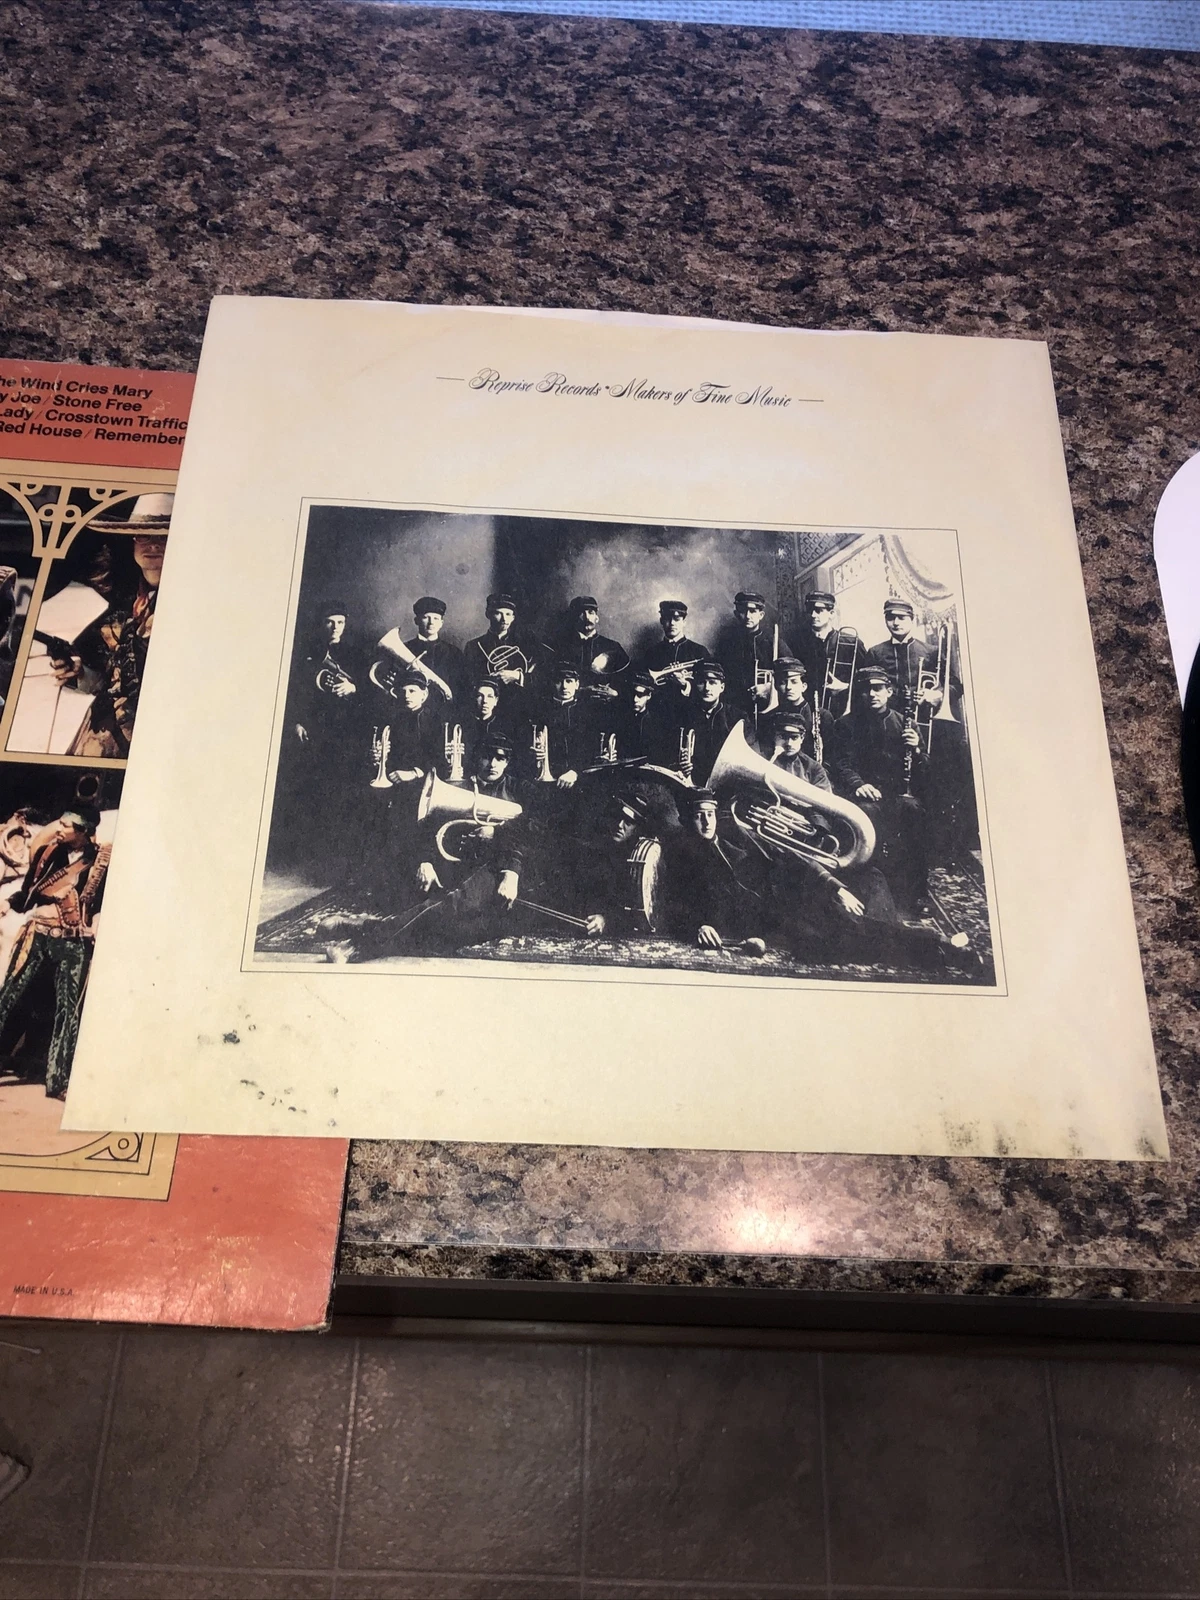 Reprise Records • Makers of Fine Music
he Wind Cries Mary
y Joe / Stone Free
Lady / Crosstown Traffic
Red House / Remember
MADE IN U.S.A.